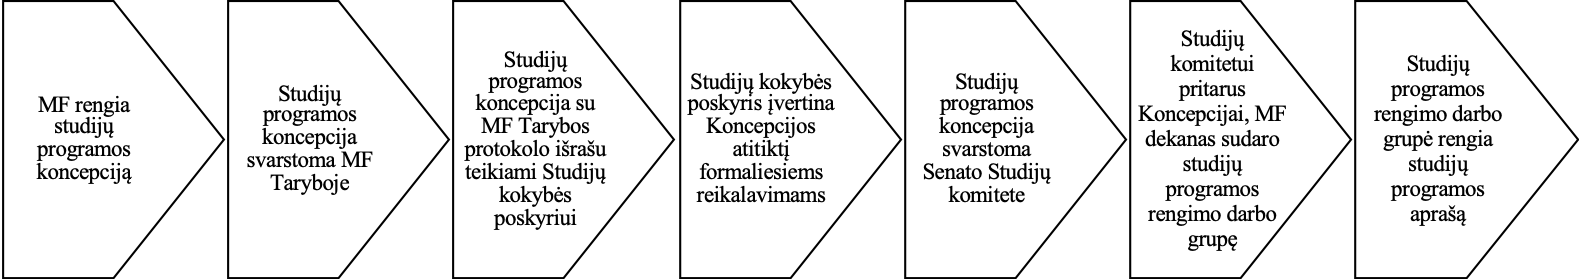 MF rengia
studijų
programos
koncepciją
Studijų
programos
koncepcija
svarstoma MF
Taryboje
Studijų
programos
koncepcija su
MF Tarybos
protokolo išrašu
teikiami Studijų
kokybės
poskyriui
Studijų kokybės
poskyris įvertina
Koncepcijos
atitiktį
formaliesiems
reikalavimams
Studijų
programos
koncepcija
svarstoma
Senato Studijų
komitete
Studijų
komitetui
pritarus
Koncepcijai, MF
dekanas sudaro
studijų
programos
rengimo darbo
grupę
Studijų
programos
rengimo darbo
grupė rengia
studijų
programos
aprašą